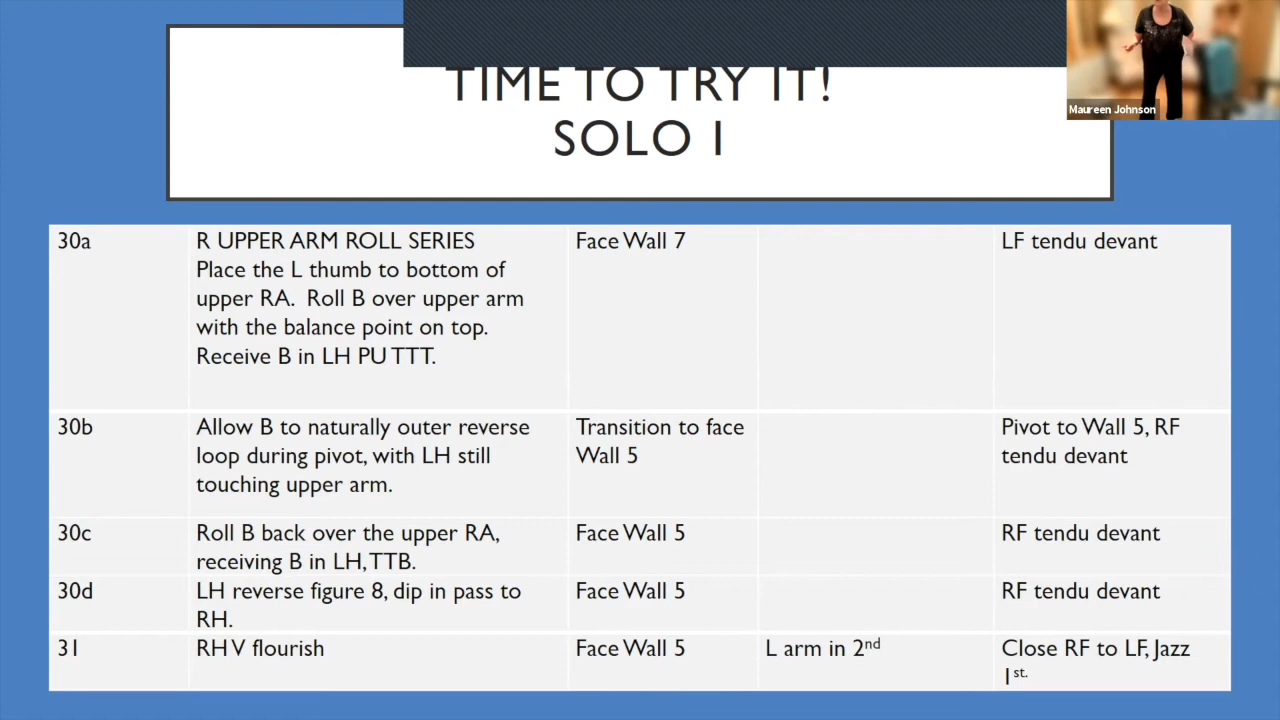 TIME TO TRY IT!
SOLO 1
Maureen Johnson
30a
R UPPER ARM ROLL SERIES
Place the L thumb to bottom of
upper RA. Roll B over upper arm
with the balance point on top.
Receive B in LH PU TTT.
Face Wall 7
LF tendu devant
30b
Allow B to naturally outer reverse
loop during pivot, with LH still
touching upper arm.
Transition to face
Wall 5
Pivot to Wall 5, RF
tendu devant
30c
Roll B back over the upper RA,
receiving B in LH, TTB.
Face Wall 5
RF tendu devant
30d
LH reverse figure 8, dip in pass to
RH.
Face Wall 5
RF tendu devant
31
RH V flourish
Face Wall 5
L arm in 2nd
Close RF to LF, Jazz
1st.